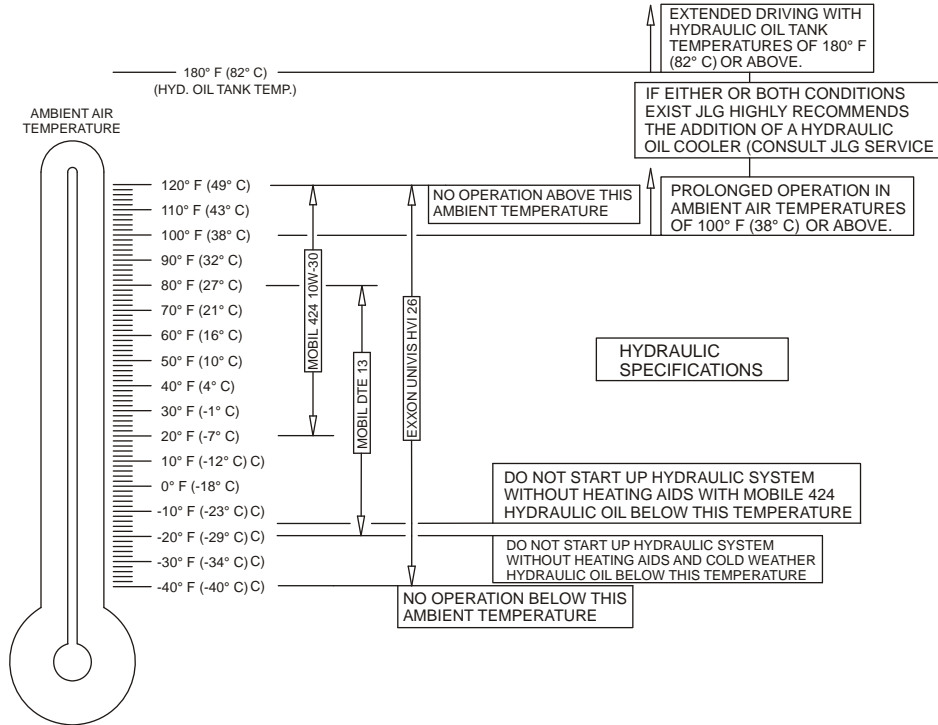 EXTENDED DRIVING WITH
HYDRAULIC OIL TANK
TEMPERATURES OF 180° F
(82° C) OR ABOVE.
180° F (82° C)
(HYD. OIL TANK TEMP.)
IF EITHER OR BOTH CONDITIONS
EXIST JLG HIGHLY RECOMMENDS
THE ADDITION OF A HYDRAULIC
OIL COOLER (CONSULT JLG SERVICE
AMBIENT AIR
TEMPERATURE
120° F (49° C)
110° F (43° C)
100° F (38° C)
90° F (32° C)
80° F (27° C)
70° F (21° C)
60° F (16° C)
50° F (10° C)
40° F (4° C)
30° F (-1° C)
20° F (-7° C)
10° F (-12° C) C)
0° F (-18° C)
-10° F (-23° C) C)
-20° F (-29° C) C)
-30° F (-34° C) C)
-40° F (-40° C) C)
MOBIL 424 10W-30
MOBIL DTE 13
EXXON UNIVIS HVI 26
NO OPERATION ABOVE THIS
AMBIENT TEMPERATURE
PROLONGED OPERATION IN
AMBIENT AIR TEMPERATURES
OF 100° F (38° C) OR ABOVE.
HYDRAULIC
SPECIFICATIONS
DO NOT START UP HYDRAULIC SYSTEM
WITHOUT HEATING AIDS WITH MOBILE 424
HYDRAULIC OIL BELOW THIS TEMPERATURE
DO NOT START UP HYDRAULIC SYSTEM
WITHOUT HEATING AIDS AND COLD WEATHER
HYDRAULIC OIL BELOW THIS TEMPERATURE
NO OPERATION BELOW THIS
AMBIENT TEMPERATURE